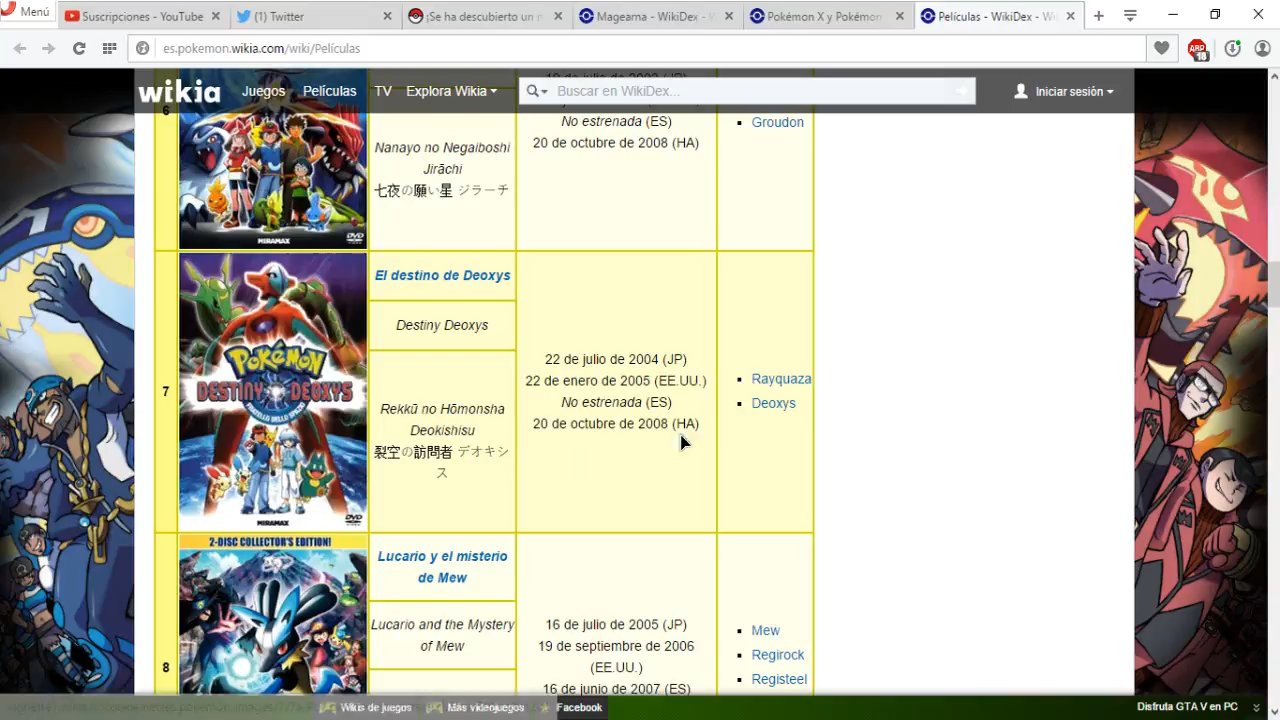 Menú
Suscripciones - YouTube
(1) Twitter
¡Se ha descubierto un n
Magearna - WikiDex - W
Pokémon X y Pokémon
Películas - WikiDex - W
es.pokemon.wikia.com/wiki/Películas
ABP
18
wikia
Juegos
Películas
TV
Explora Wikia
Buscar en WikiDex...
Iniciar sesión
6
MIRAMAX
DVD
Nanayo no Negaiboshi
Jirāchi
七夜の願い星 ジラーチ
No estrenada (ES)
20 de octubre de 2008 (HA)
Groudon
7
POKÉMON
DESTINY DEOXYS
MIRAMAX
DVD
El destino de Deoxys
Destiny Deoxys
Rekkū no Hōmonsha
Deokishisu
裂空の訪問者 デオキシ
ス
22 de julio de 2004 (JP)
22 de enero de 2005 (EE.UU.)
No estrenada (ES)
20 de octubre de 2008 (HA)
Rayquaza
Deoxys
8
2-DISC COLLECTOR'S EDITION!
Lucario y el misterio
de Mew
Lucario and the Mystery
of Mew
16 de julio de 2005 (JP)
19 de septiembre de 2006
(EE.UU.)
16 de junio de 2007 (ES)
Mew
Regirock
Registeel
Wikis de juegos
Más videojuegos
Facebook
Disfruta GTA V en PC